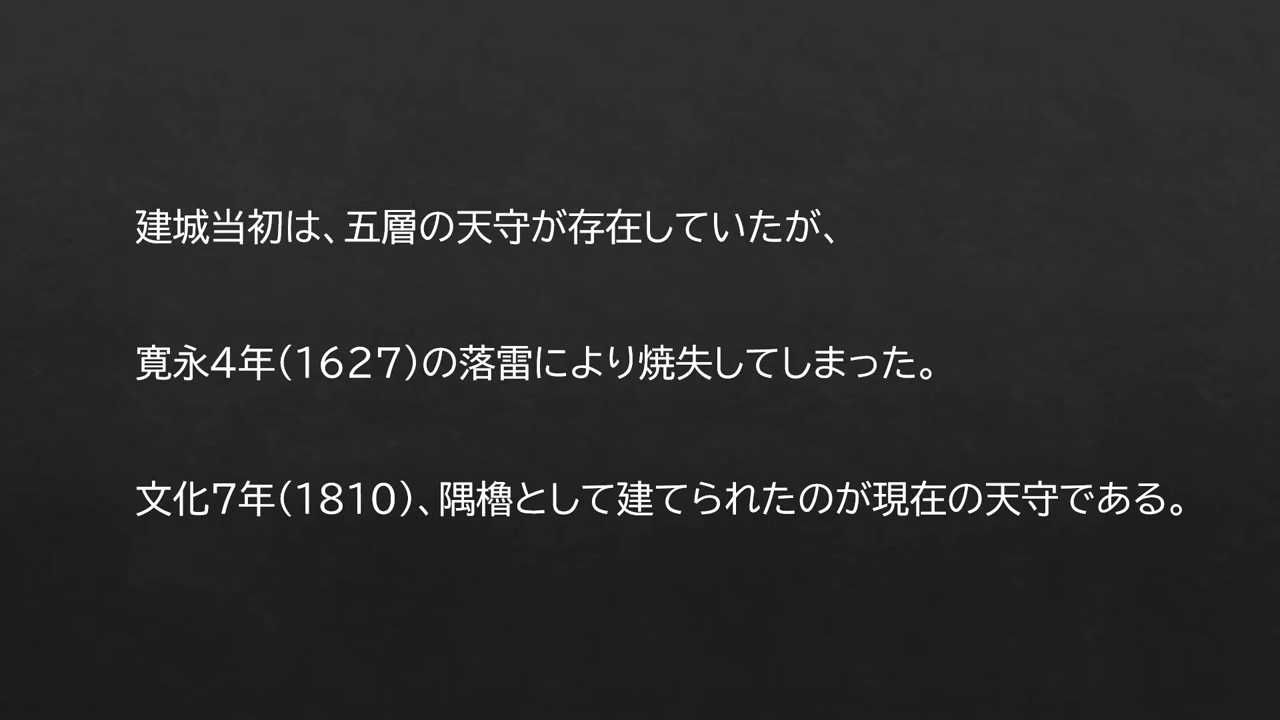 建城当初は、五層の天守が存在していたが、
寛永4年(1627)の落雷により焼失してしまった。
文化7年(1810)、隅櫓として建てられたのが現在の天守である。